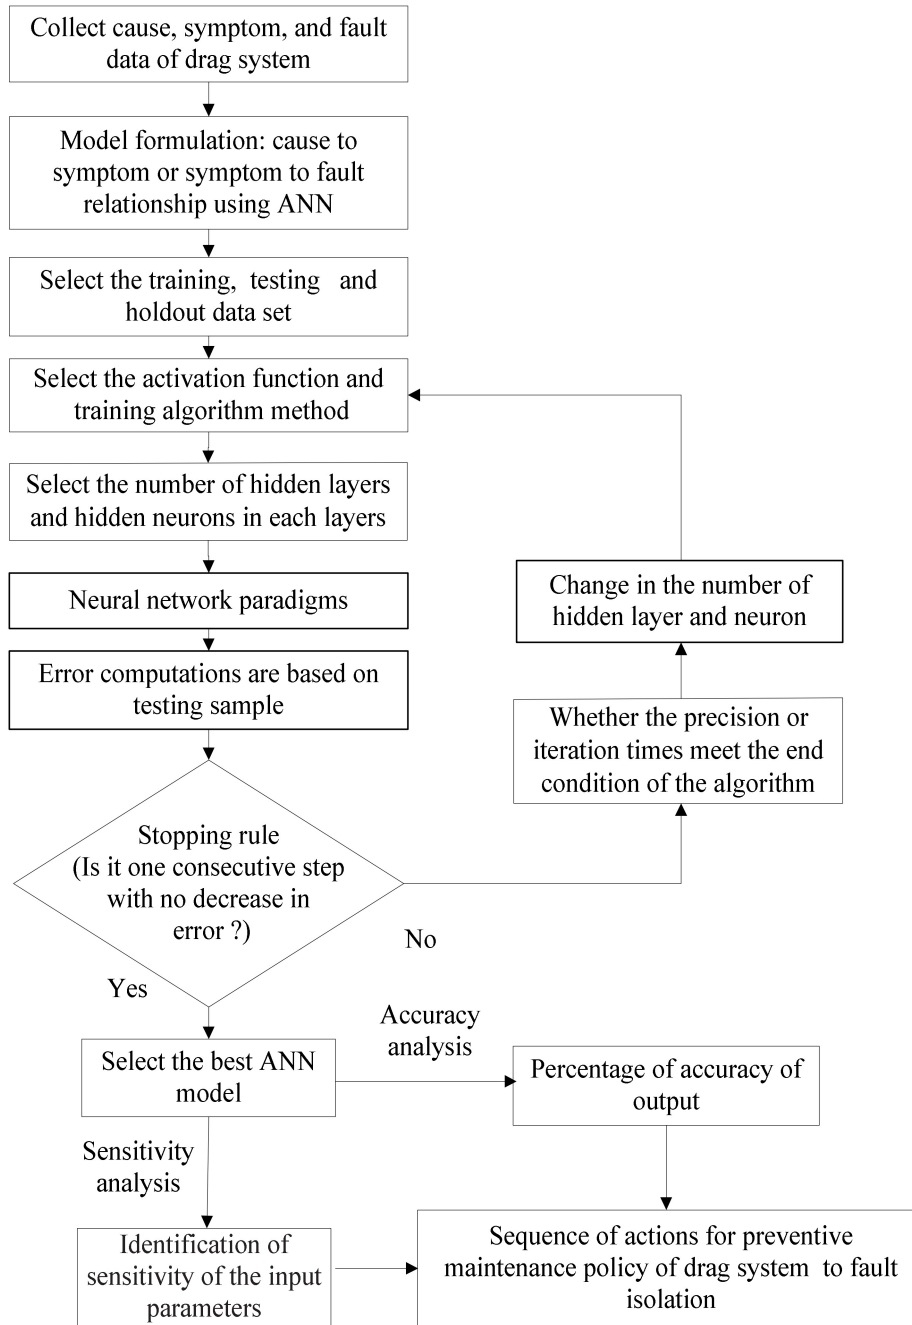 Collect cause, symptom, and fault
data of drag system
Model formulation: cause to
symptom or symptom to fault
relationship using ANN
Select the training, testing and
holdout data set
Select the activation function and
training algorithm method
Select the number of hidden layers
and hidden neurons in each layers
Neural network paradigms
Error computations are based on
testing sample
Change in the number of
hidden layer and neuron
Whether the precision or
iteration times meet the end
condition of the algorithm
Stopping rule
(Is it one consecutive step
with no decrease in
error ?)
No
Yes
Select the best ANN
model
Accuracy
analysis
Percentage of accuracy of
output
Sensitivity
analysis
Identification of
sensitivity of the input
parameters
Sequence of actions for preventive
maintenance policy of drag system to fault
isolation